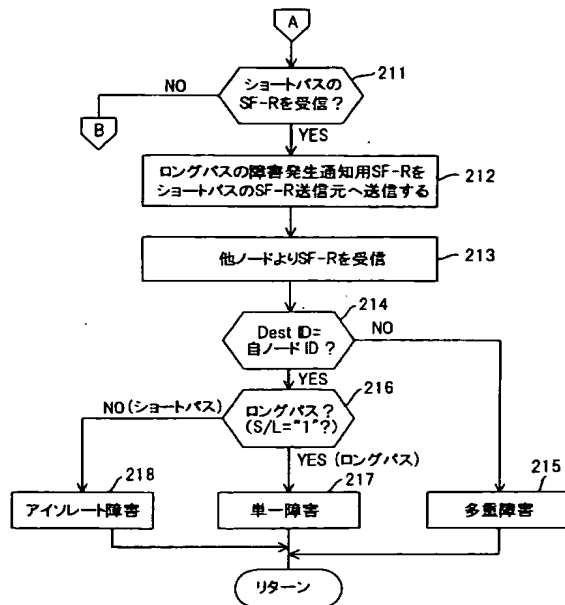 A
ショートパスの
SF-Rを受信?
211
NO
B
YES
ロングパスの障害発生通知用SF-Rを
ショートパスのSF-R送信元へ送信する
212
他ノードよりSF-Rを受信
213
214
Dest ID=
自ノードID?
NO
YES
216
ロングパス?
(S/L="1"?)
NO(ショートパス)
YES(ロングパス)
218
アイソレート障害
217
単一障害
215
多重障害
リターン